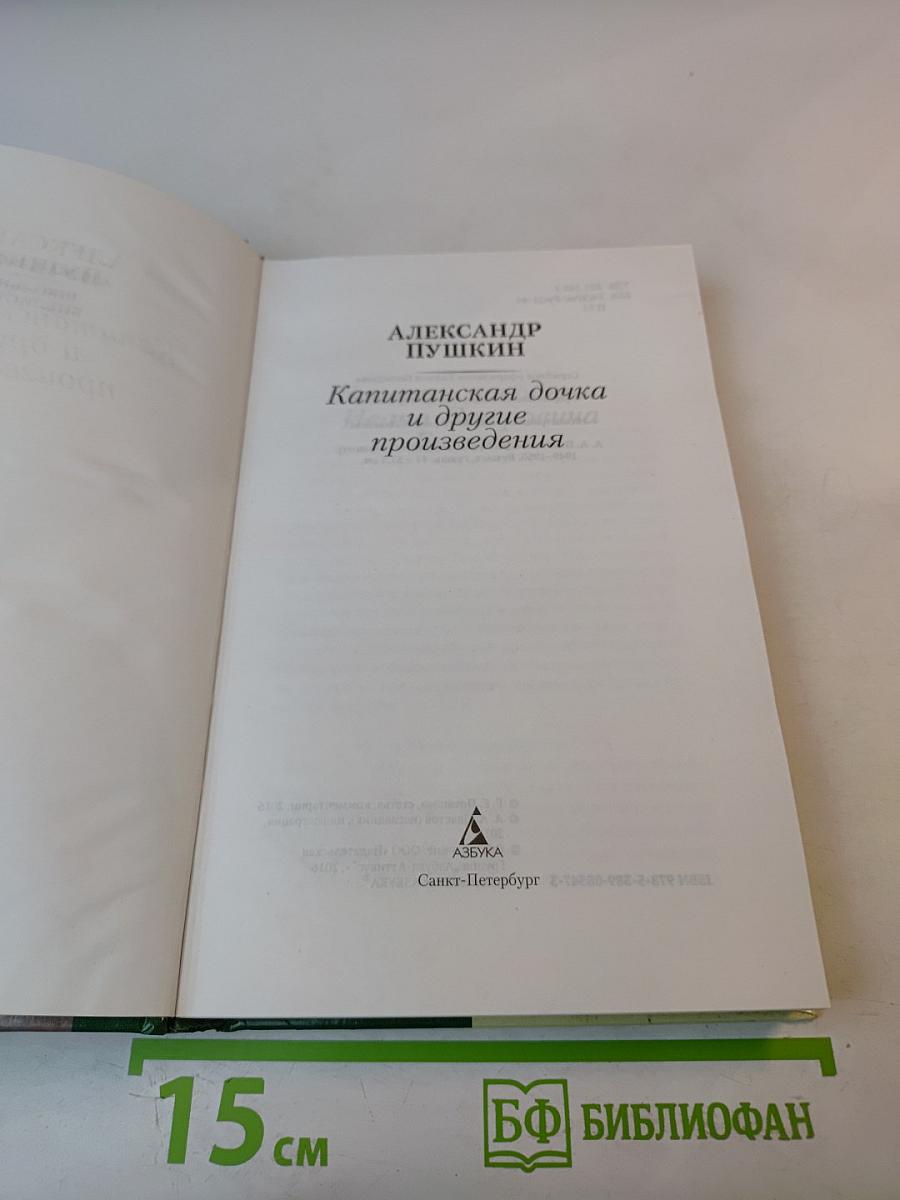 АЛЕКСАНДР
ПУШКИН
Капитанская дочка
и другие
произведения
АЗБУКА
Санкт-Петербург
15 см
БФ БИБЛИОФАН